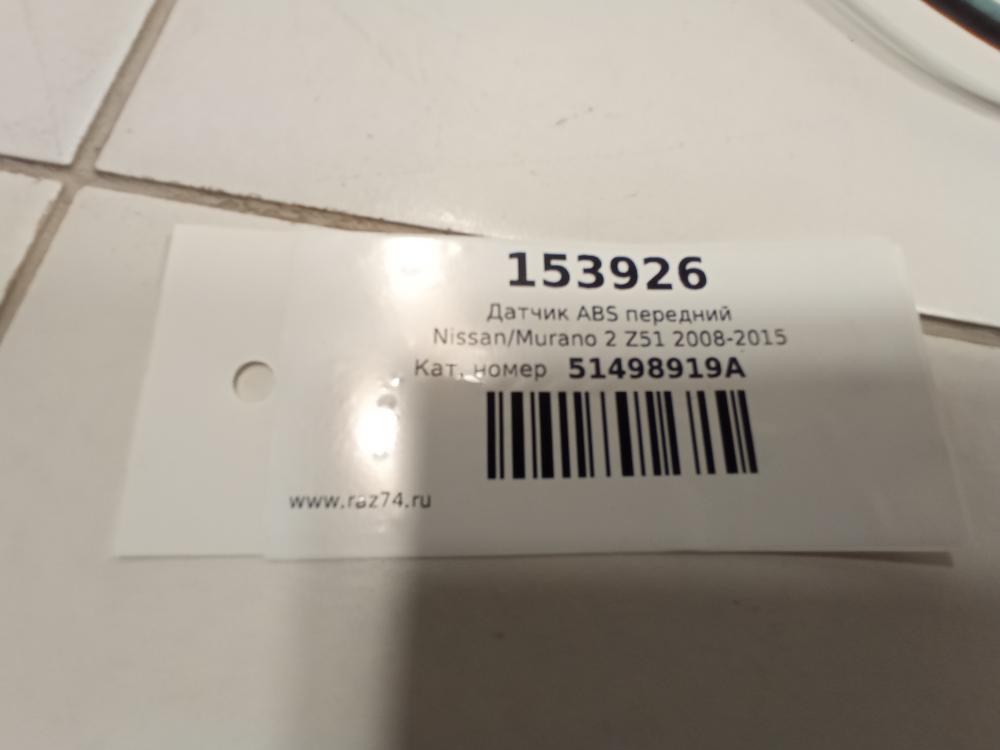 153926
Датчик ABS передний
Nissan/Murano 2 Z51 2008-2015
Кат. номер 51498919A
www.raz74.ru